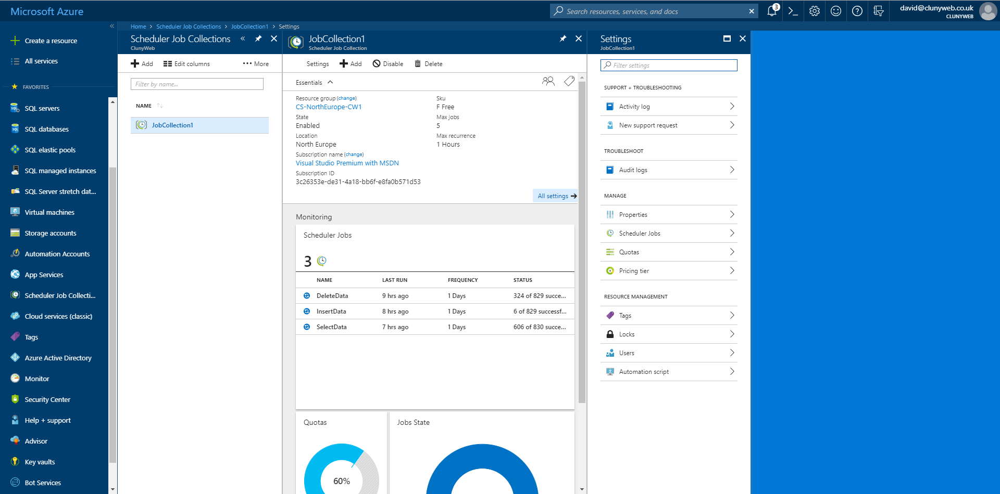 Microsoft Azure
Search resources, services, and docs
3
david@clunyweb.co.uk
CLUNYWEB
Create a resource
All services
FAVORITES
SQL servers
SQL databases
SQL elastic pools
SQL managed instances
SQL Server stretch dat...
Virtual machines
Storage accounts
Automation Accounts
App Services
Scheduler Job Collecti...
Cloud services (classic)
Tags
Azure Active Directory
Monitor
Security Center
Help + support
Advisor
Key vaults
Bot Services
Home > Scheduler Job Collections > JobCollection1 > Settings
Scheduler Job Collections
ClunyWeb
Add
Edit columns
More
Filter by name...
NAME
JobCollection1
JobCollection1
Scheduler Job Collection
Settings
Add
Disable
Delete
Essentials
Resource group (change)
CS-NorthEurope-CW1
State
Enabled
Location
North Europe
Subscription name (change)
Visual Studio Premium with MSDN
Subscription ID
3c26353e-de31-4a18-bb6f-e8fa0b571d53
Sku
F Free
Max jobs
5
Max recurrence
1 Hours
All settings
Monitoring
Scheduler Jobs
3
NAME LAST RUN FREQUENCY STATUS
DeleteData 9 hrs ago 1 Days 324 of 829 succe...
InsertData 8 hrs ago 1 Days 6 of 829 successf...
SelectData 7 hrs ago 1 Days 606 of 830 succe...
Quotas
60%
Jobs State
Settings
JobCollection1
Filter settings
SUPPORT + TROUBLESHOOTING
Activity log
New support request
TROUBLESHOOT
Audit logs
MANAGE
Properties
Scheduler Jobs
Quotas
Pricing tier
RESOURCE MANAGEMENT
Tags
Locks
Users
Automation script